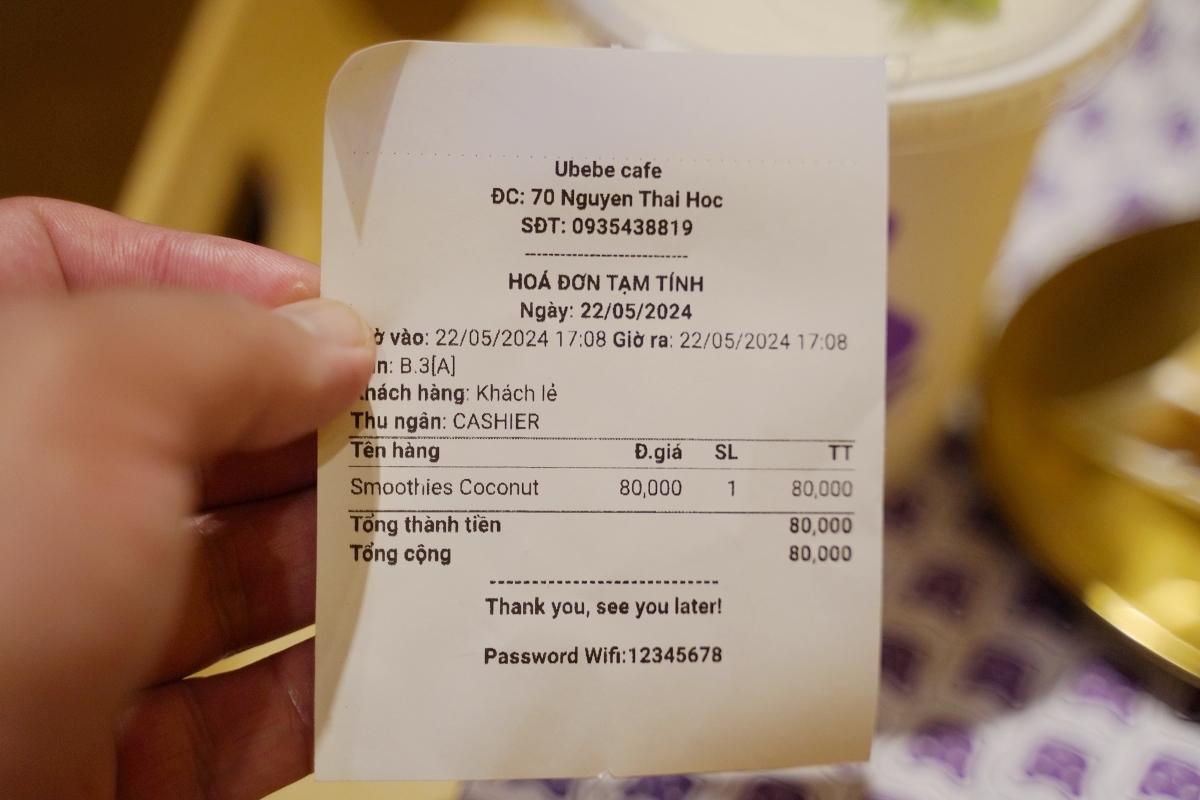 Ubebe cafe
ĐC: 70 Nguyen Thai Hoc
SĐT: 0935438819
---------------------------
HOÁ ĐƠN TẠM TÍNH
Ngày: 22/05/2024
vào: 22/05/2024 17:08 Giờ ra: 22/05/2024 17:08
B.3[A]
hách hàng: Khách lẻ
Thu ngân: CASHIER
Tên hàng Đ.giá SL TT
Smoothies Coconut 80,000 1 80,000
Tổng thành tiền 80,000
Tổng cộng 80,000
----------------------------
Thank you, see you later!
Password Wifi:12345678